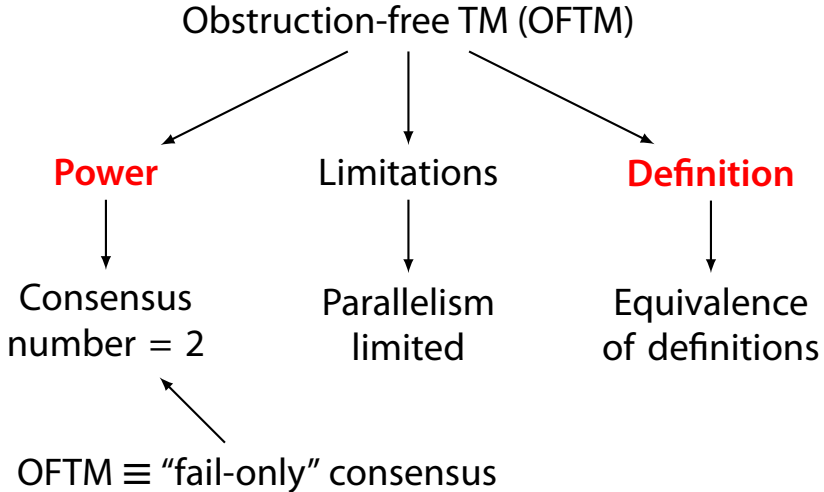 Obstruction-free TM (OFTM)
Power
Limitations
Definition
Consensus
number = 2
Parallelism
limited
Equivalence
of definitions
OFTM ≡ “fail-only” consensus